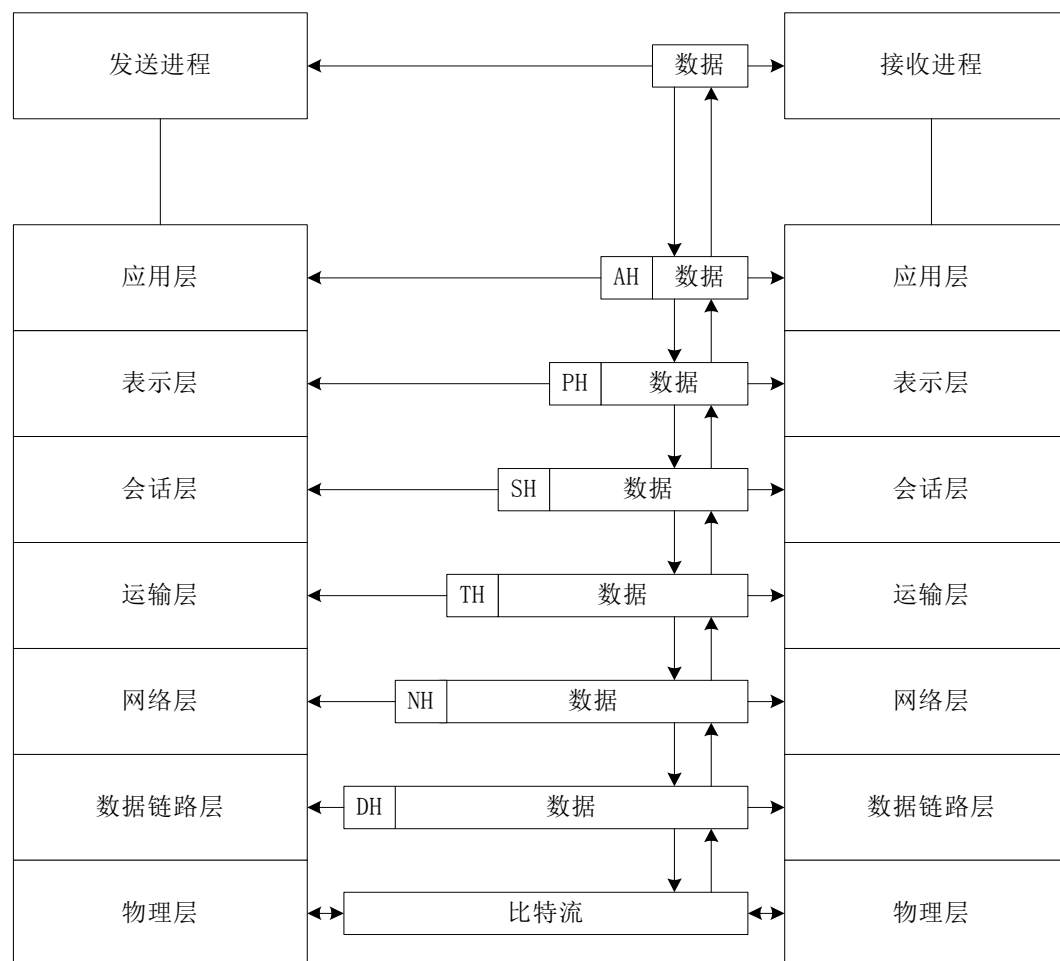 发送进程
数据
接收进程
应用层
AH
数据
应用层
表示层
PH
数据
表示层
会话层
SH
数据
会话层
运输层
TH
数据
运输层
网络层
NH
数据
网络层
数据链路层
DH
数据
数据链路层
物理层
比特流
物理层